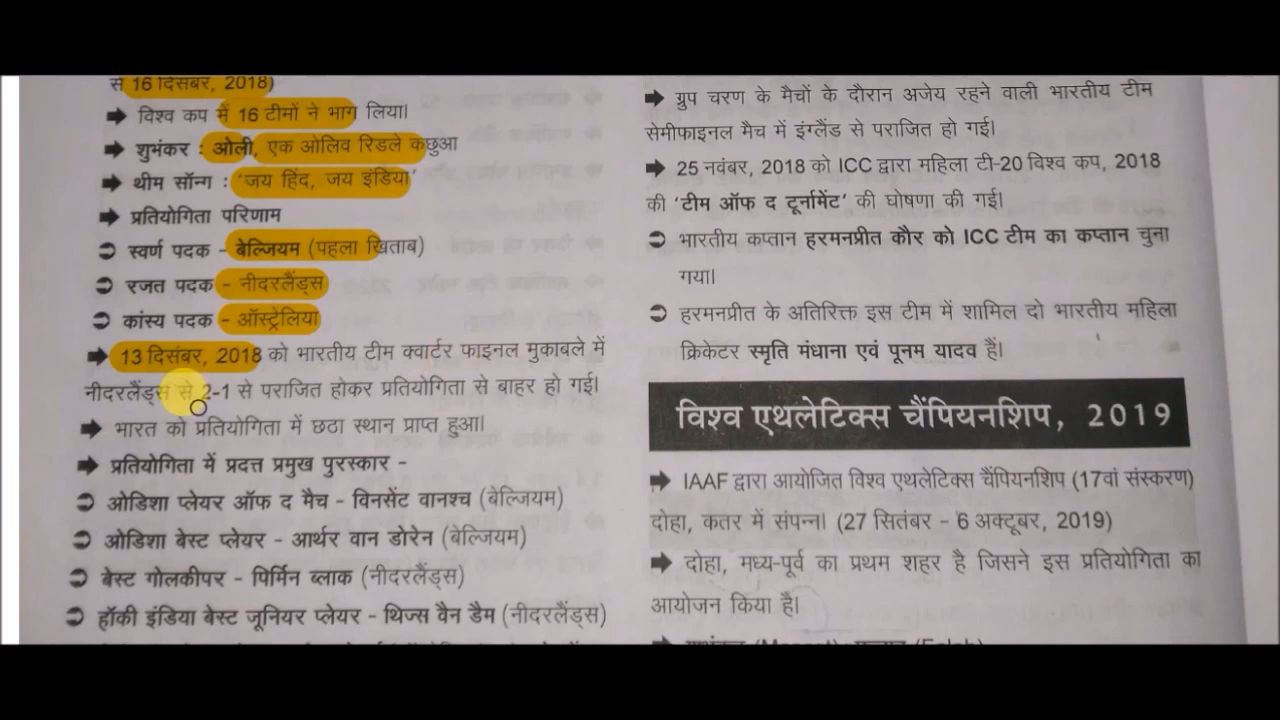 से 16 दिसंबर, 2018)
➡ विश्व कप में 16 टीमों ने भाग लिया।
➡ शुभंकर : ओली, एक ओलिव रिडले कछुआ
➡ थीम सॉन्ग : 'जय हिंद, जय इंडिया'
➡ प्रतियोगिता परिणाम
➲ स्वर्ण पदक - बेल्जियम (पहला खिताब)
➲ रजत पदक - नीदरलैंड्स
➲ कांस्य पदक - ऑस्ट्रेलिया
➡ 13 दिसंबर, 2018 को भारतीय टीम क्वार्टर फाइनल मुकाबले में
नीदरलैंड्स से 2-1 से पराजित होकर प्रतियोगिता से बाहर हो गई।
➡ भारत को प्रतियोगिता में छठा स्थान प्राप्त हुआ।
➡ प्रतियोगिता में प्रदत्त प्रमुख पुरस्कार -
➲ ओडिशा प्लेयर ऑफ द मैच - विनसेंट वानश्च (बेल्जियम)
➲ ओडिशा बेस्ट प्लेयर - आर्थर वान डोरेन (बेल्जियम)
➲ बेस्ट गोलकीपर - पिर्मिन ब्लाक (नीदरलैंड्स)
➲ हॉकी इंडिया बेस्ट जूनियर प्लेयर - थिज्स वैन डैम (नीदरलैंड्स)
➡ ग्रुप चरण के मैचों के दौरान अजेय रहने वाली भारतीय टीम
सेमीफाइनल मैच में इंग्लैंड से पराजित हो गई।
➡ 25 नवंबर, 2018 को ICC द्वारा महिला टी-20 विश्व कप, 2018
की 'टीम ऑफ द टूर्नामेंट' की घोषणा की गई।
➲ भारतीय कप्तान हरमनप्रीत कौर को ICC टीम का कप्तान चुना
गया।
➲ हरमनप्रीत के अतिरिक्त इस टीम में शामिल दो भारतीय महिला
क्रिकेटर स्मृति मंधाना एवं पूनम यादव हैं।
विश्व एथलेटिक्स चैंपियनशिप, 2019
➡ IAAF द्वारा आयोजित विश्व एथलेटिक्स चैंपियनशिप (17वां संस्करण)
दोहा, कतर में संपन्न। (27 सितंबर - 6 अक्टूबर, 2019)
➡ दोहा, मध्य-पूर्व का प्रथम शहर है जिसने इस प्रतियोगिता का
आयोजन किया है।